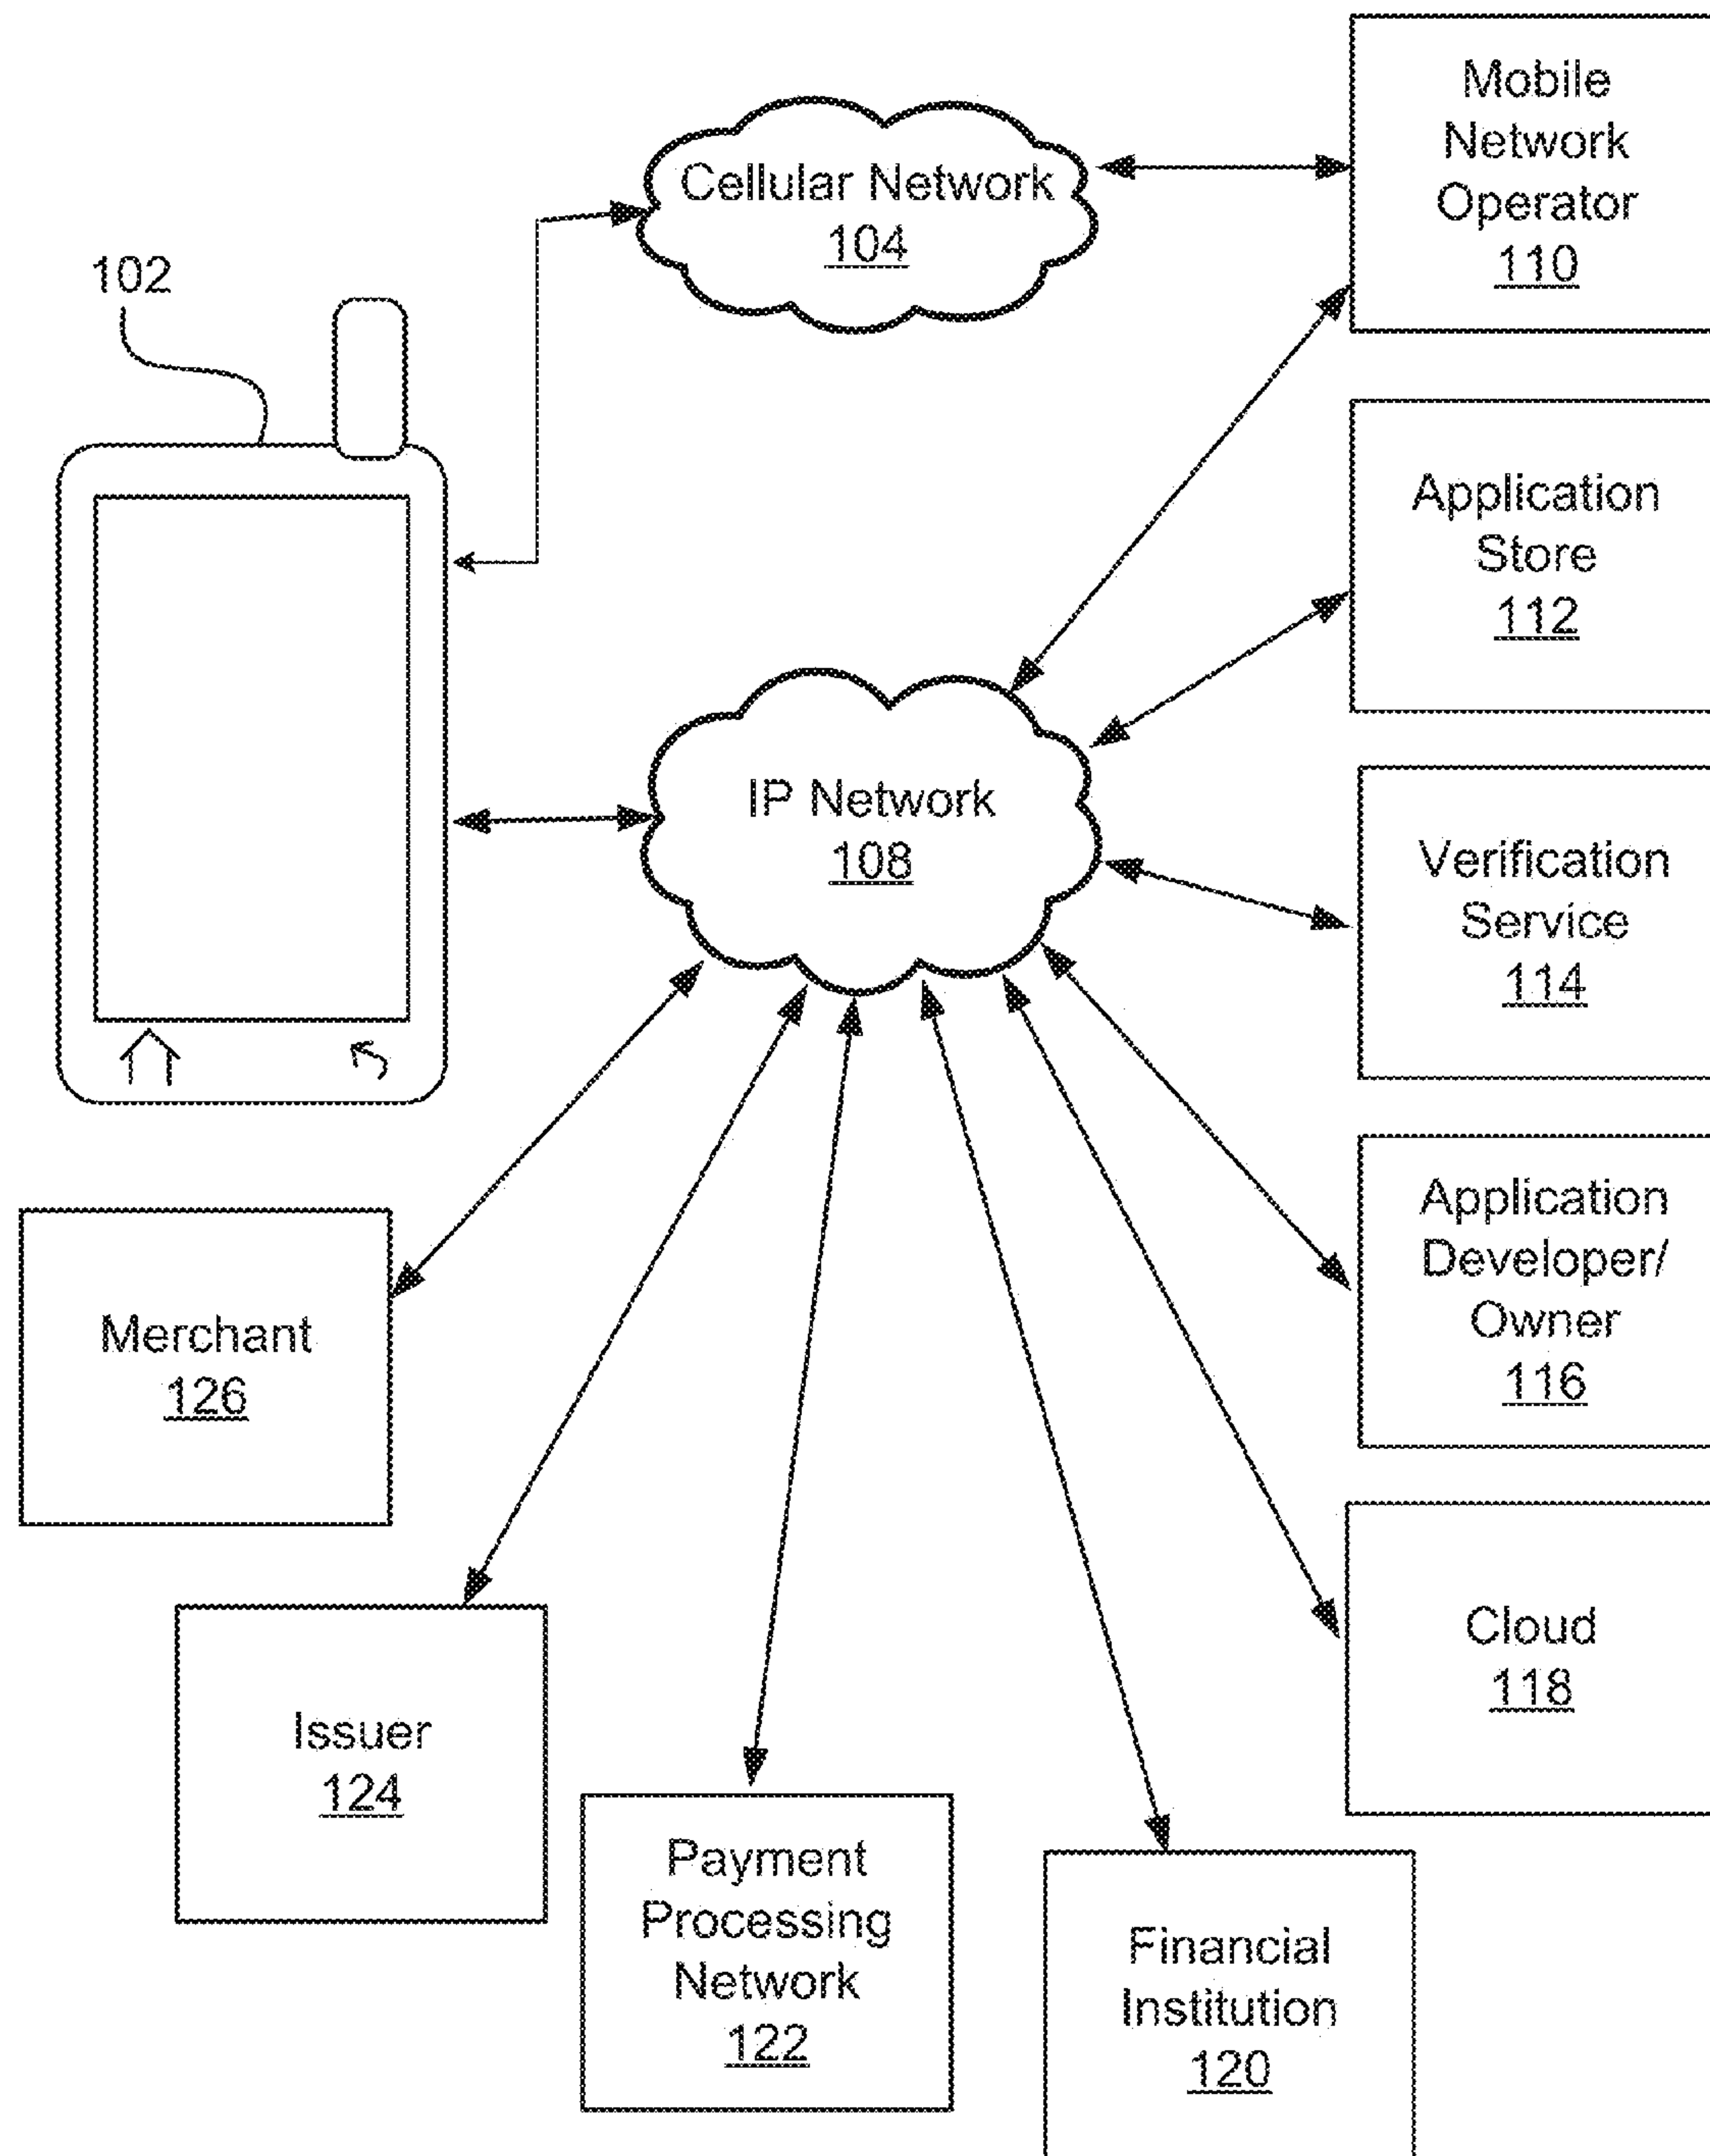 Mobile
Network
Operator
110
Cellular Network
104
102
Application
Store
112
IP Network
108
Verification
Service
114
Application
Developer/
Owner
116
Merchant
126
Cloud
118
Issuer
124
Payment
Processing
Network
122
Financial
Institution
120